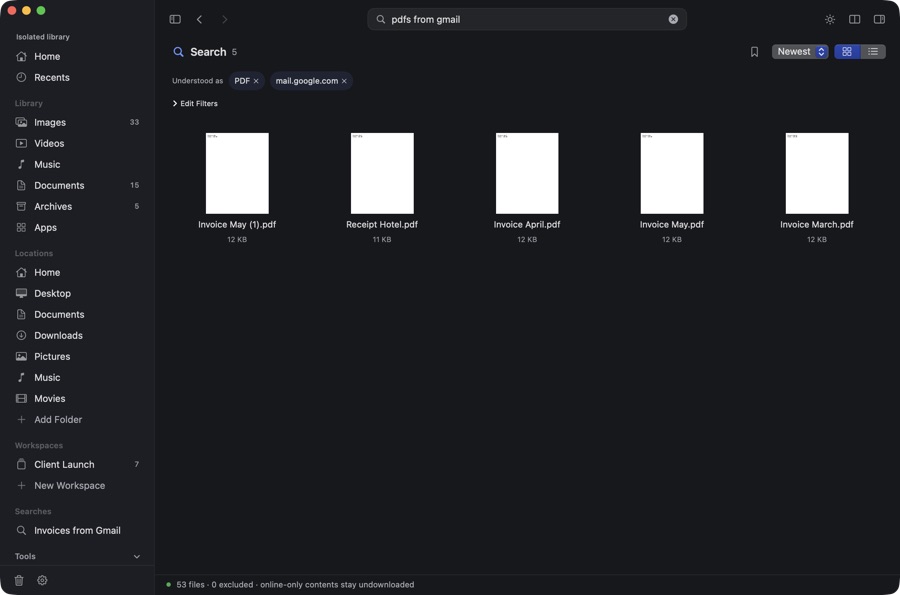 pdfs from gmail
Isolated library
Home
Recents
Library
Images 33
Videos
Music
Documents 15
Archives 5
Apps
Locations
Home
Desktop
Documents
Downloads
Pictures
Music
Movies
Add Folder
Workspaces
Client Launch 7
New Workspace
Searches
Invoices from Gmail
Tools
Search 5
Newest
Understood as PDF × mail.google.com ×
Edit Filters
Invoice May (1).pdf
12 KB
Receipt Hotel.pdf
11 KB
Invoice April.pdf
12 KB
Invoice May.pdf
12 KB
Invoice March.pdf
12 KB
53 files · 0 excluded · online-only contents stay undownloaded